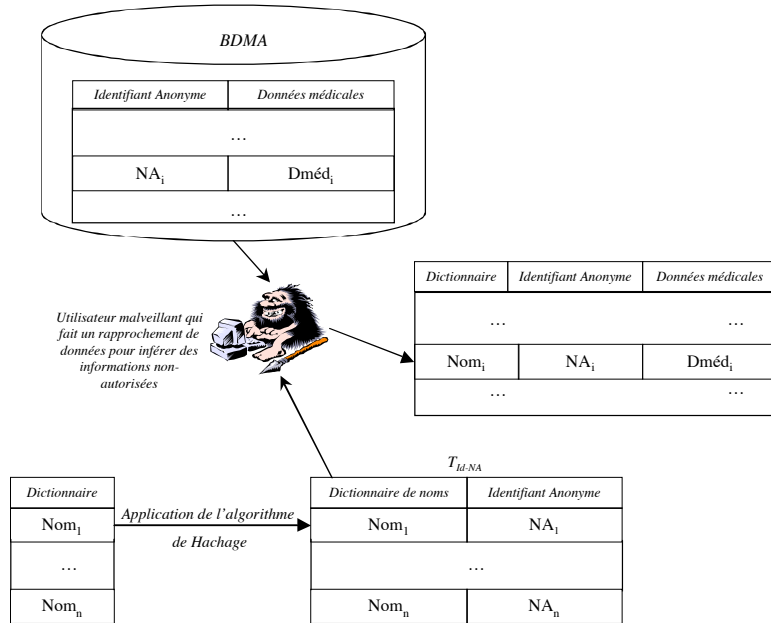 BDMA
Identifiant Anonyme Données médicales
…
NAᵢ Dmédᵢ
…
Utilisateur malveillant qui
fait un rapprochement de
données pour inférer des
informations non-
autorisées
Dictionnaire Identifiant Anonyme Données médicales
… …
Nomᵢ NAᵢ Dmédᵢ
… …
T_Id-NA
Dictionnaire
Nom₁
…
Nomₙ
Application de l’algorithme
de Hachage
Dictionnaire de noms Identifiant Anonyme
Nom₁ NA₁
…
Nomₙ NAₙ